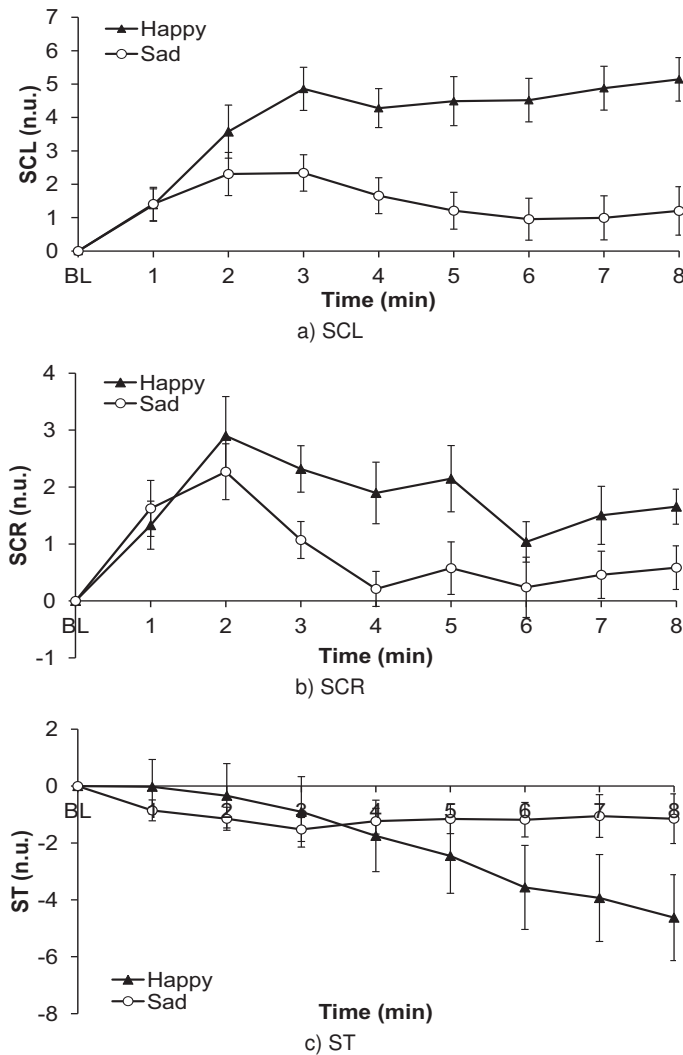 7
6
5
4
3
2
1
0
SCL (n.u.)
Happy
Sad
BL 1 2 3 4 5 6 7 8
Time (min)
a) SCL
4
3
2
1
0
-1
SCR (n.u.)
Happy
Sad
BL 1 2 3 4 5 6 7 8
Time (min)
b) SCR
2
0
-2
-4
-6
-8
ST (n.u.)
BL 1 2 3 4 5 6 7 8
Happy
Sad
Time (min)
c) ST